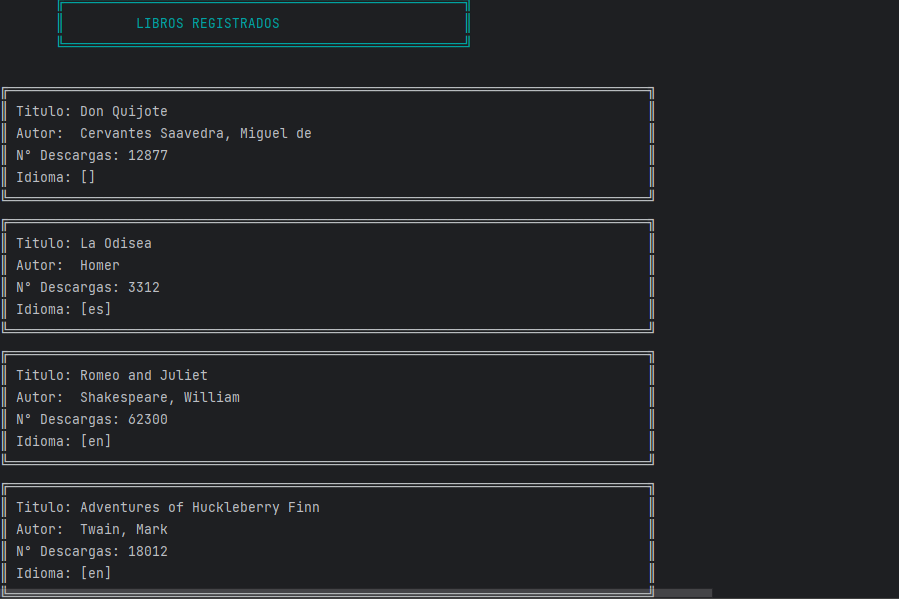 LIBROS REGISTRADOS
Titulo: Don Quijote
Autor:  Cervantes Saavedra, Miguel de
N° Descargas: 12877
Idioma: []
Titulo: La Odisea
Autor:  Homer
N° Descargas: 3312
Idioma: [es]
Titulo: Romeo and Juliet
Autor:  Shakespeare, William
N° Descargas: 62300
Idioma: [en]
Titulo: Adventures of Huckleberry Finn
Autor:  Twain, Mark
N° Descargas: 18012
Idioma: [en]